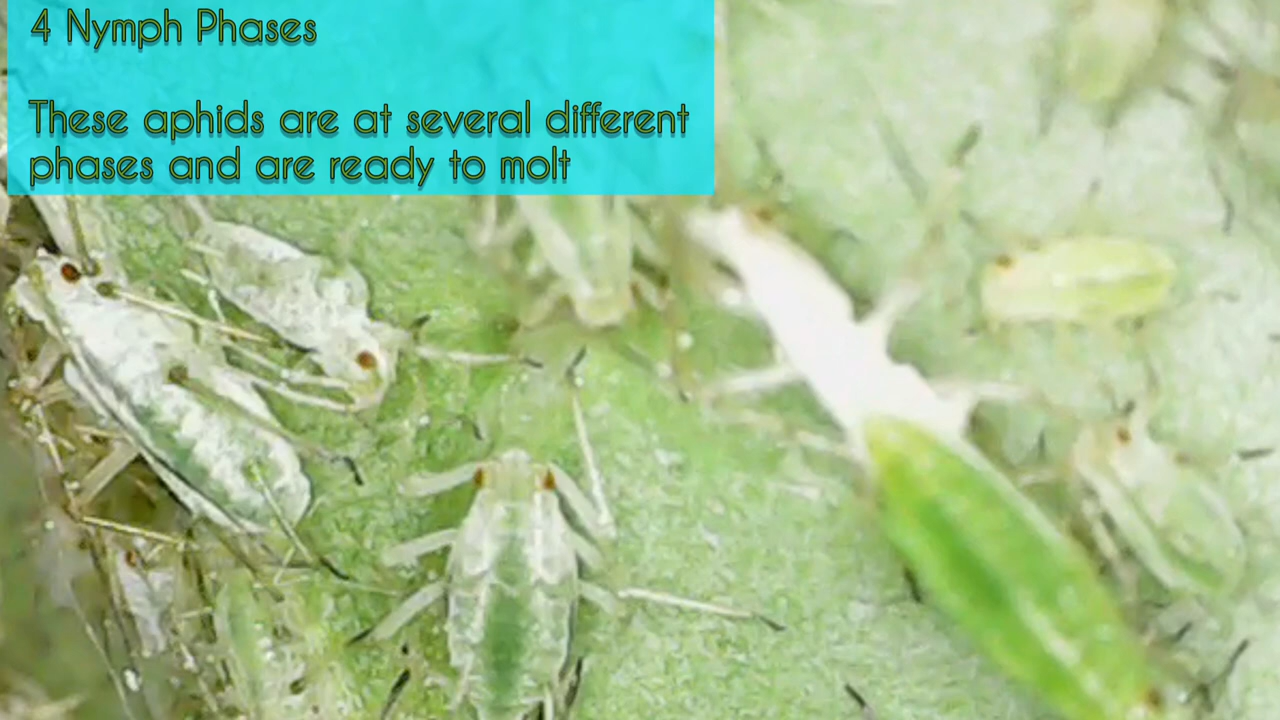 4 Nymph Phases
These aphids are at several different
phases and are ready to molt